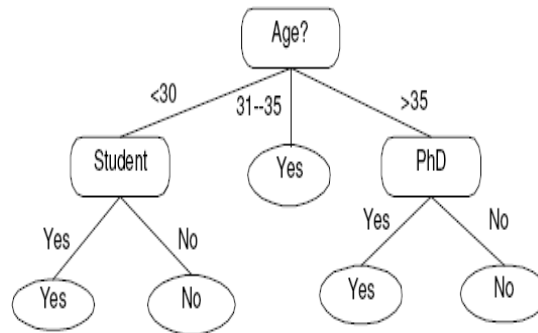 Age?
<30
31--35
>35
Student
Yes
PhD
Yes
No
Yes
No
Yes
No
Yes
No